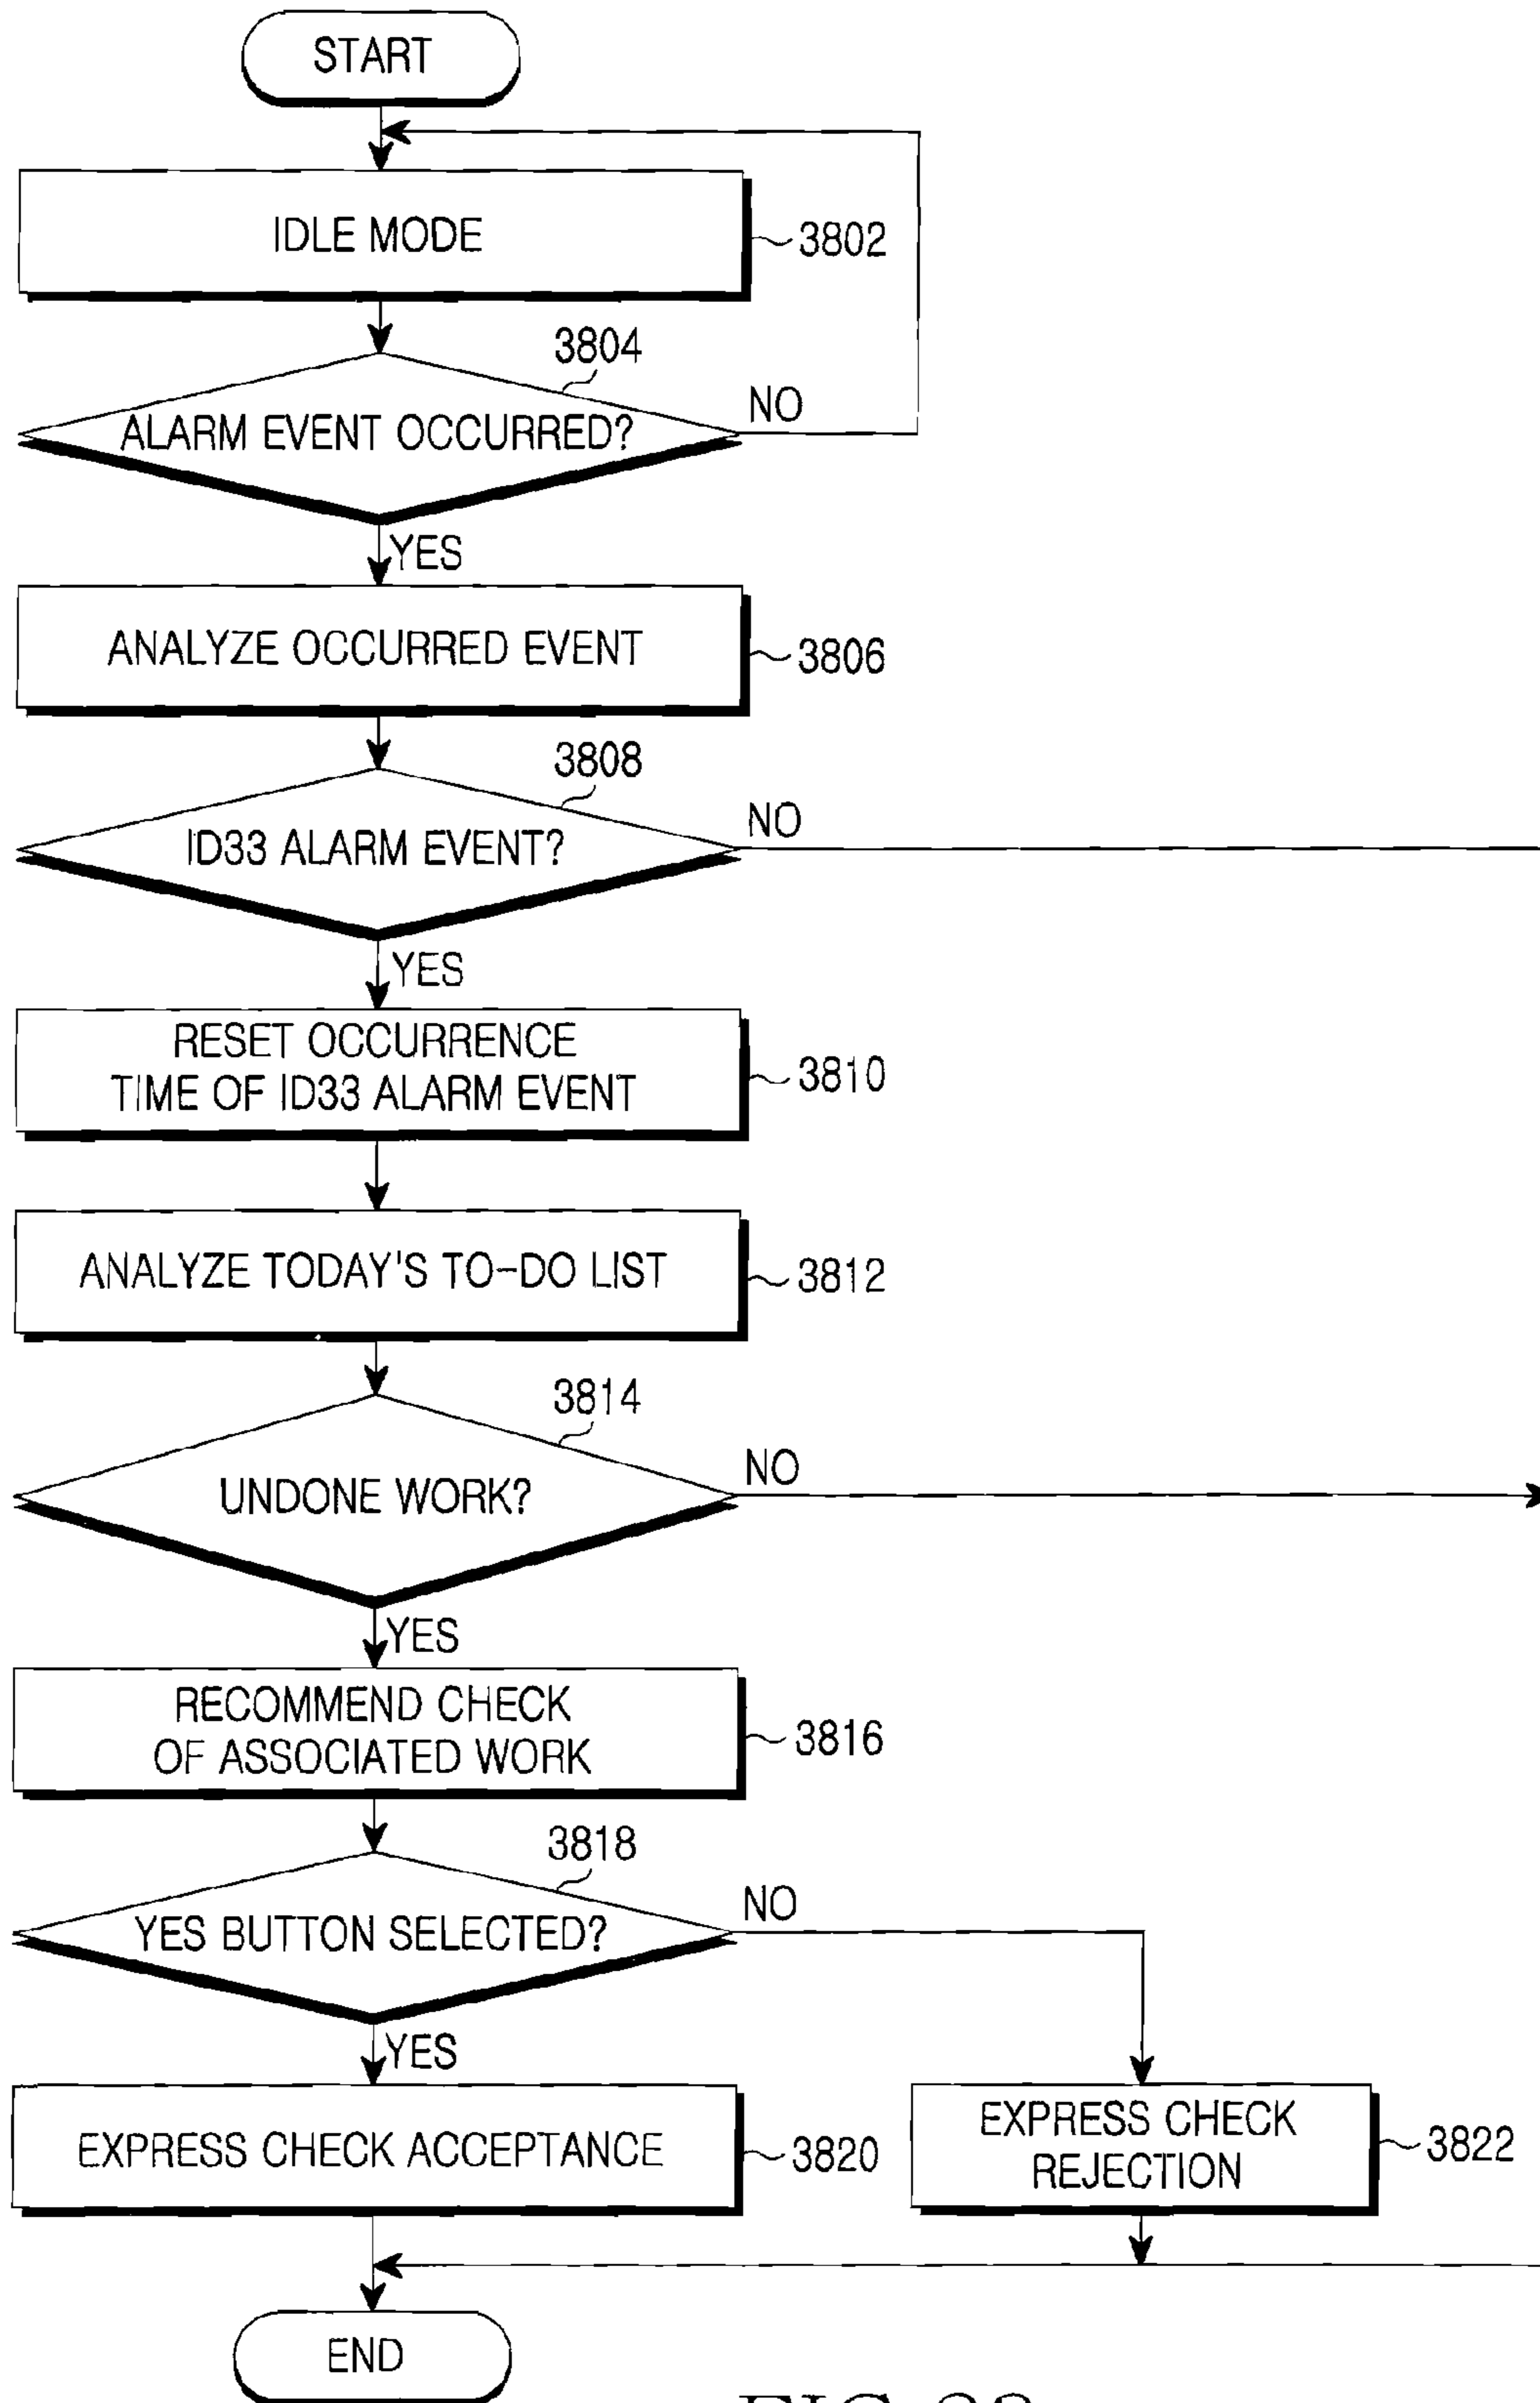 START
IDLE MODE
3802
3804
ALARM EVENT OCCURRED?
NO
YES
ANALYZE OCCURRED EVENT
3806
3808
ID33 ALARM EVENT?
NO
YES
RESET OCCURRENCE
TIME OF ID33 ALARM EVENT
3810
ANALYZE TODAY'S TO-DO LIST
3812
3814
UNDONE WORK?
NO
YES
RECOMMEND CHECK
OF ASSOCIATED WORK
3816
3818
YES BUTTON SELECTED?
NO
YES
EXPRESS CHECK ACCEPTANCE
3820
EXPRESS CHECK
REJECTION
3822
END